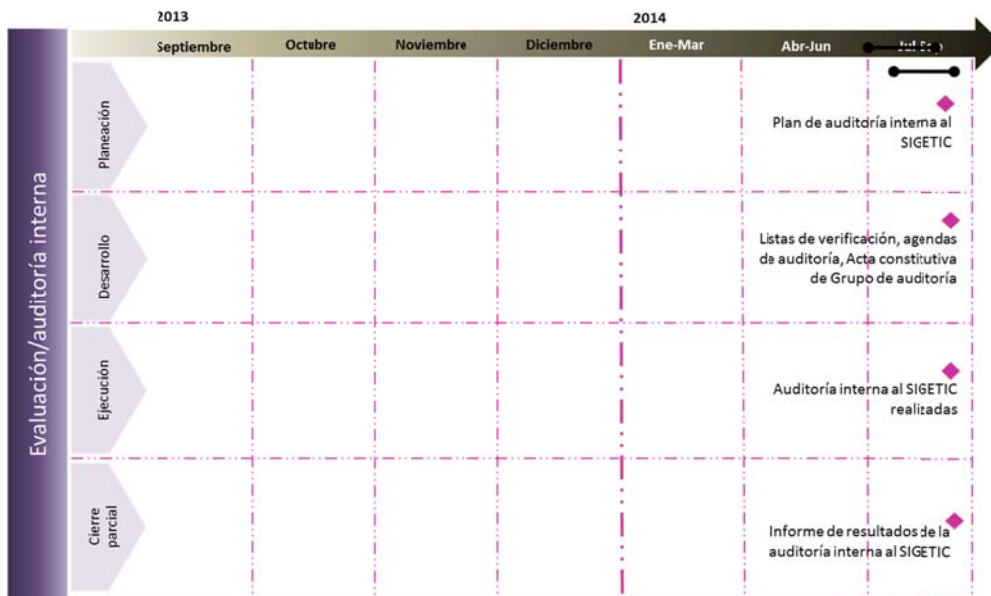 2013
2014
Septiembre
Octubre
Noviembre
Diciembre
Ene-Mar
Abr-Jun
Jul-Sep
Evaluación/auditoría interna
Planeación
Plan de auditoría interna al
SIGETIC
Desarrollo
Listas de verificación, agendas
de auditoría, Acta constitutiva
de Grupo de auditoría
Ejecución
Auditoría interna al SIGETIC
realizadas
Cierre
parcial
Informe de resultados de la
auditoría interna al SIGETIC